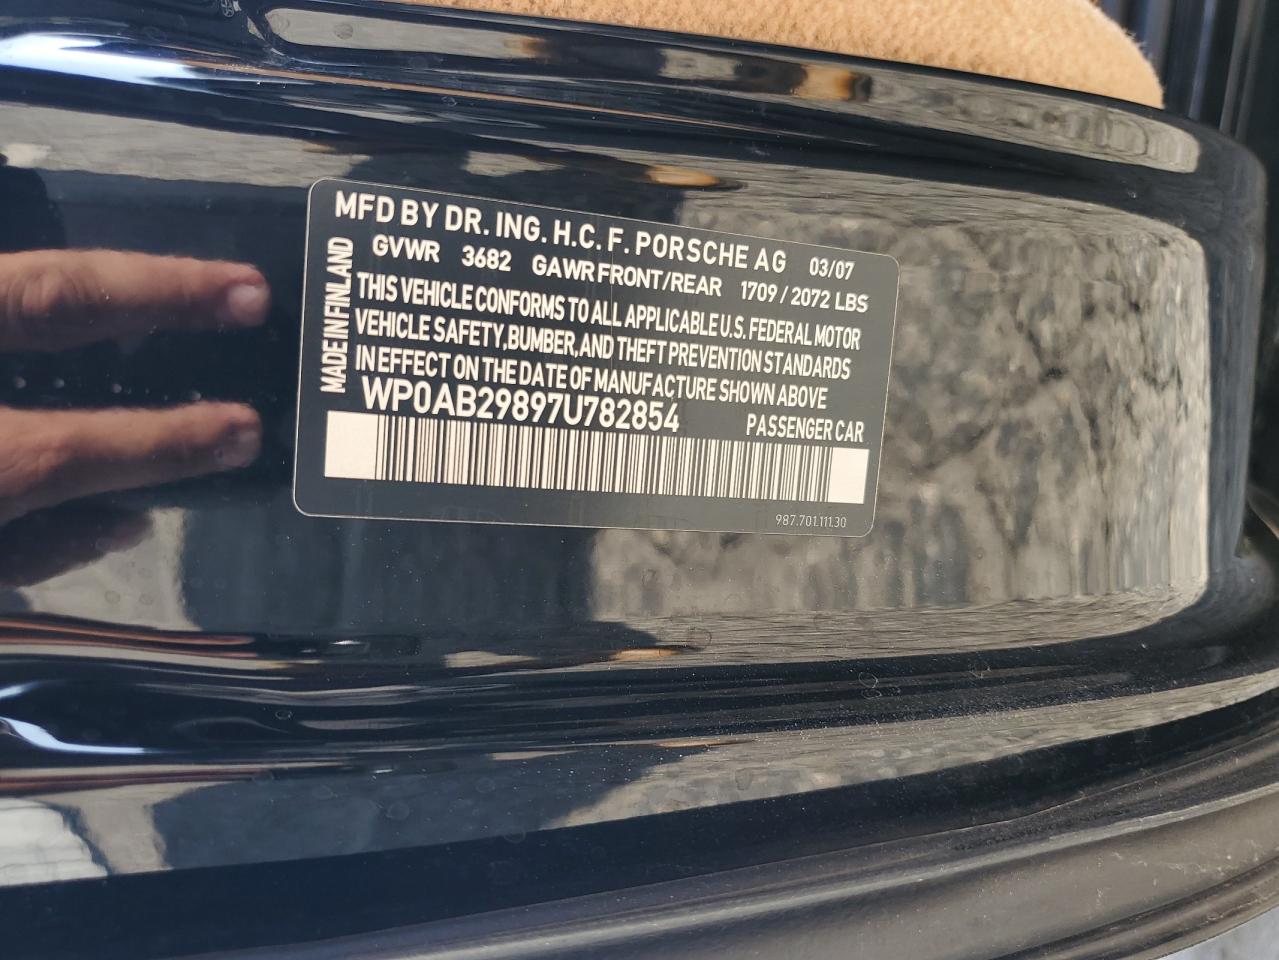 MFD BY DR. ING. H.C. F. PORSCHE AG 03/07
GVWR 3682 GAWR FRONT/REAR 1709 / 2072 LBS
THIS VEHICLE CONFORMS TO ALL APPLICABLE U.S. FEDERAL MOTOR
VEHICLE SAFETY, BUMBER, AND THEFT PREVENTION STANDARDS
IN EFFECT ON THE DATE OF MANUFACTURE SHOWN ABOVE
WP0AB29897U782854 PASSENGER CAR
MADE IN FINLAND
987.701.111.30